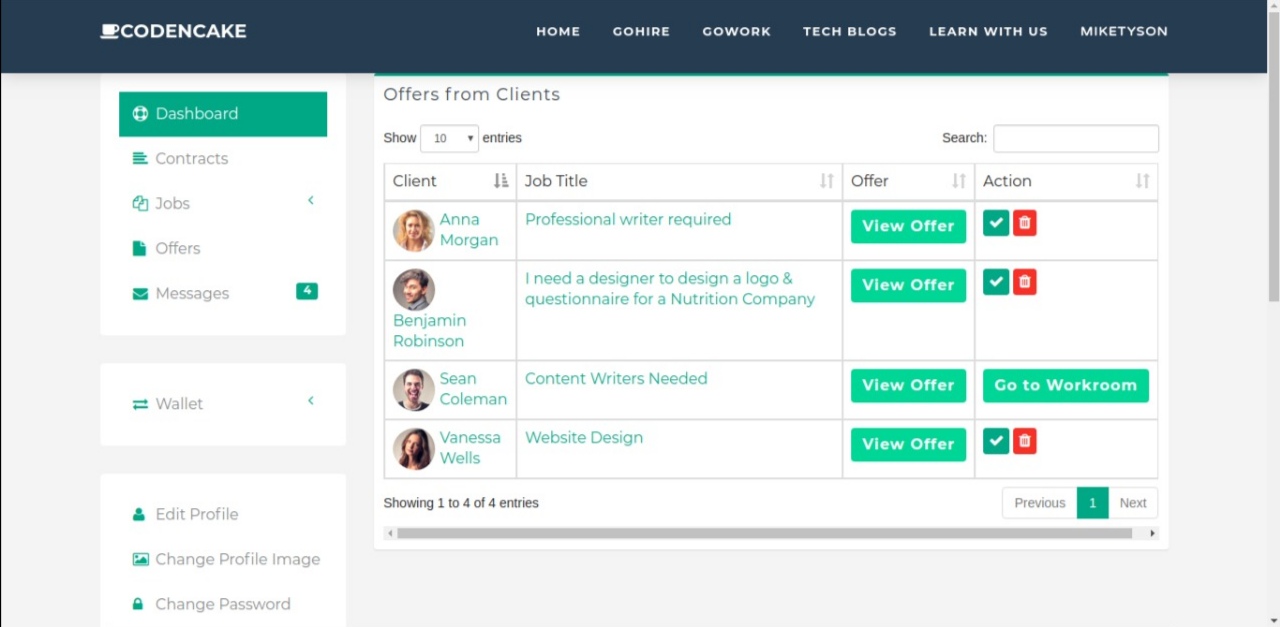 CODENCAKE
HOME GOHIRE GOWORK TECH BLOGS LEARN WITH US MIKETYSON
Dashboard
Contracts
Jobs
Offers
Messages 4
Wallet
Edit Profile
Change Profile Image
Change Password
Offers from Clients
Show 10 entries Search:
Client Job Title Offer Action
Anna Professional writer required View Offer
Morgan
I need a designer to design a logo & View Offer
questionnaire for a Nutrition Company
Benjamin
Robinson
Sean Content Writers Needed View Offer Go to Workroom
Coleman
Vanessa Website Design View Offer
Wells
Showing 1 to 4 of 4 entries Previous 1 Next